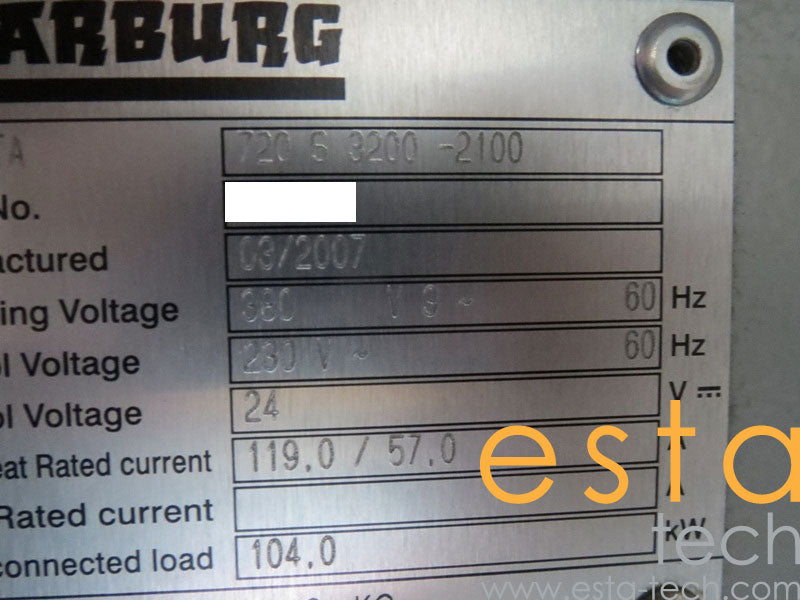 ARBURG
TA 720 S 3200 -2100
No.
actured 03/2007
ing Voltage 380 V 3 ~ 60 Hz
ol Voltage 230 V ~ 60 Hz
ol Voltage 24 V
eat Rated current 119.0 / 57.0 A
Rated current A
connected load 104.0 kW
esta
tech
www.esta-tech.com